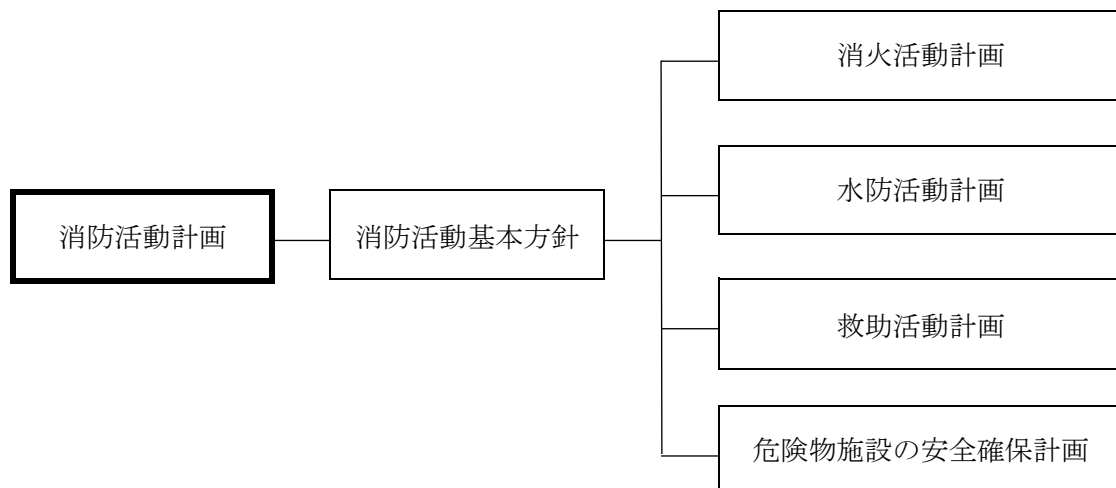 消防活動計画
消防活動基本方針
消火活動計画
水防活動計画
救助活動計画
危険物施設の安全確保計画